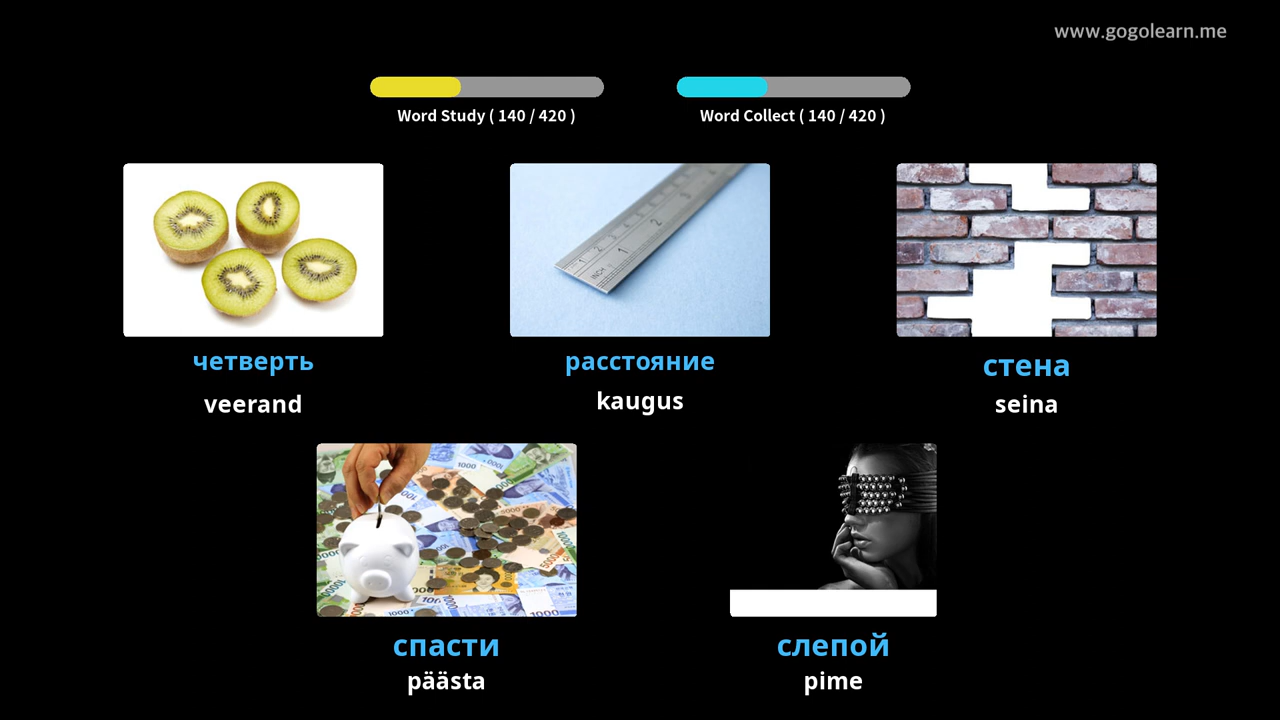 www.gogolearn.me
Word Study ( 140 / 420 )
Word Collect ( 140 / 420 )
четверть
veerand
расстояние
kaugus
стена
seina
спасти
päästa
слепой
pime